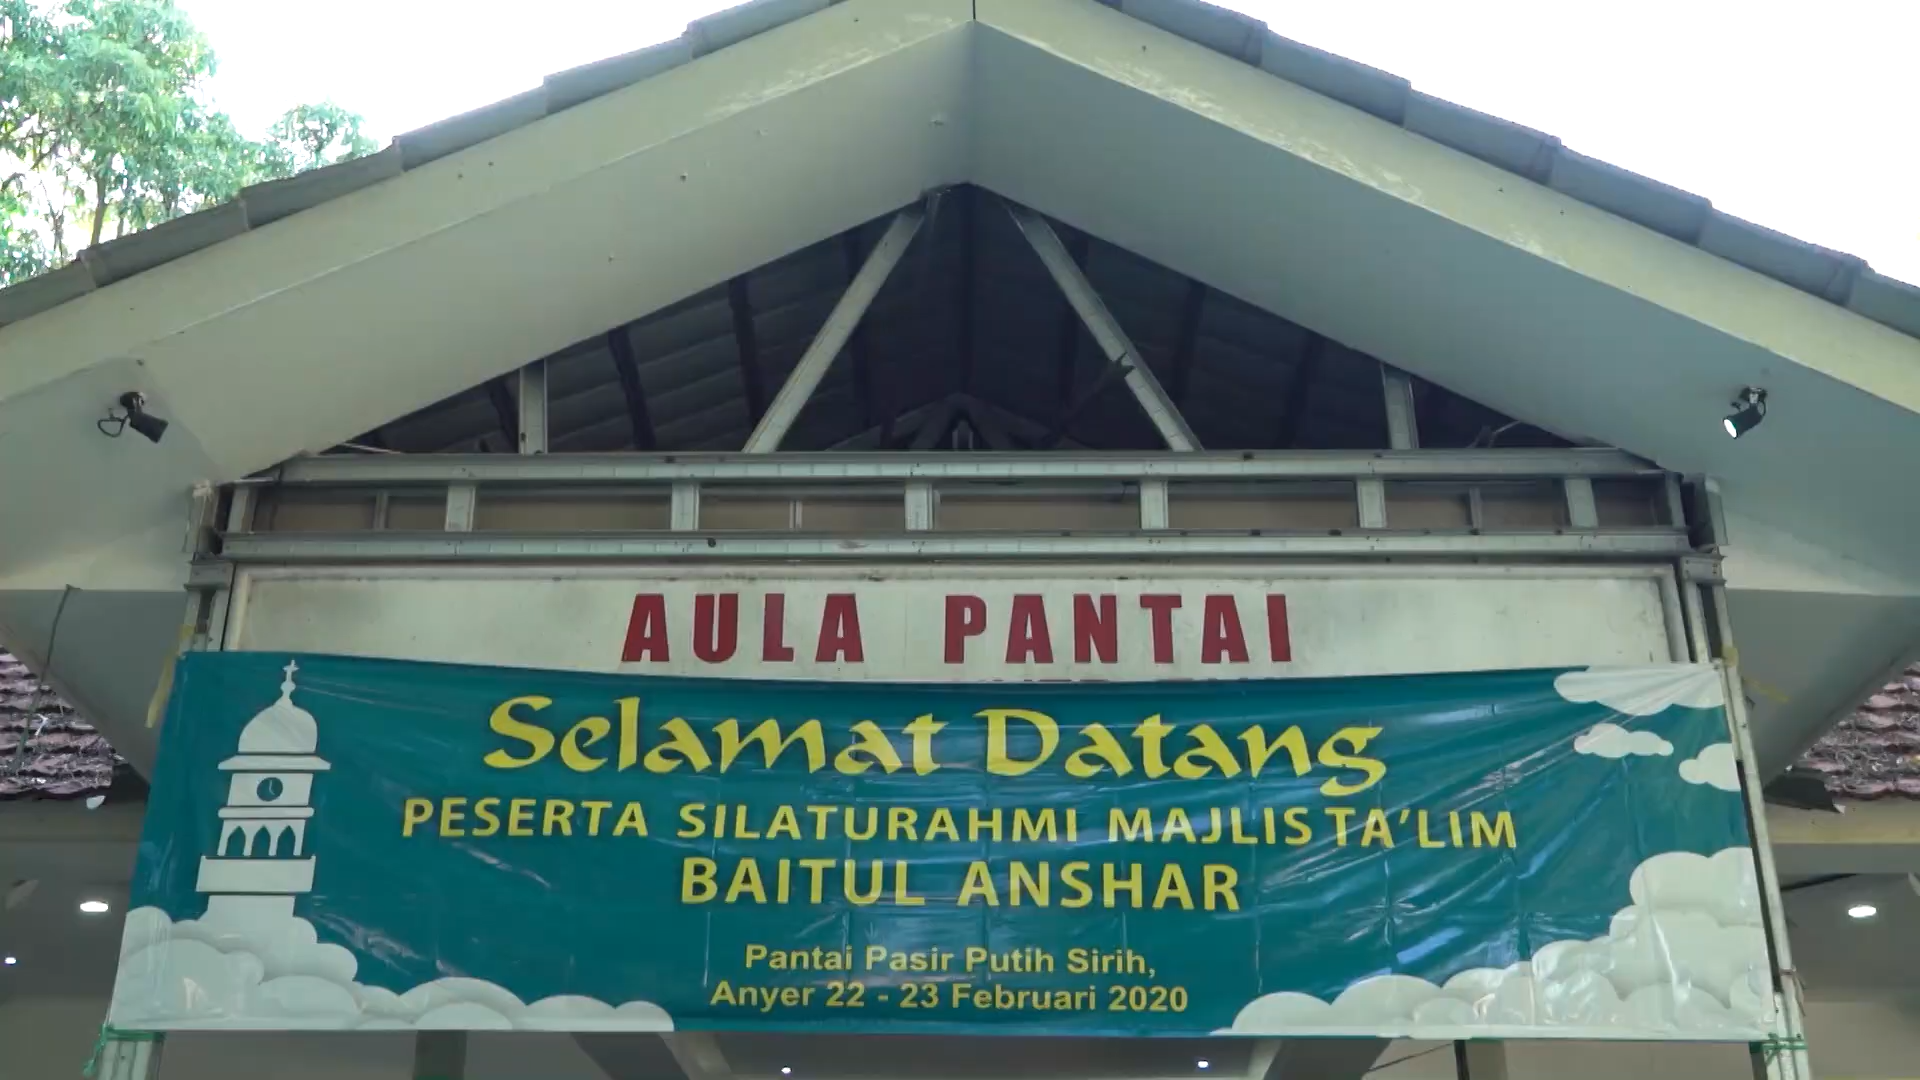 AULA PANTAI
Selamat Datang
PESERTA SILATURAHMI MAJLIS TA'LIM
BAITUL ANSHAR
Pantai Pasir Putih Sirih,
Anyer 22 - 23 Februari 2020